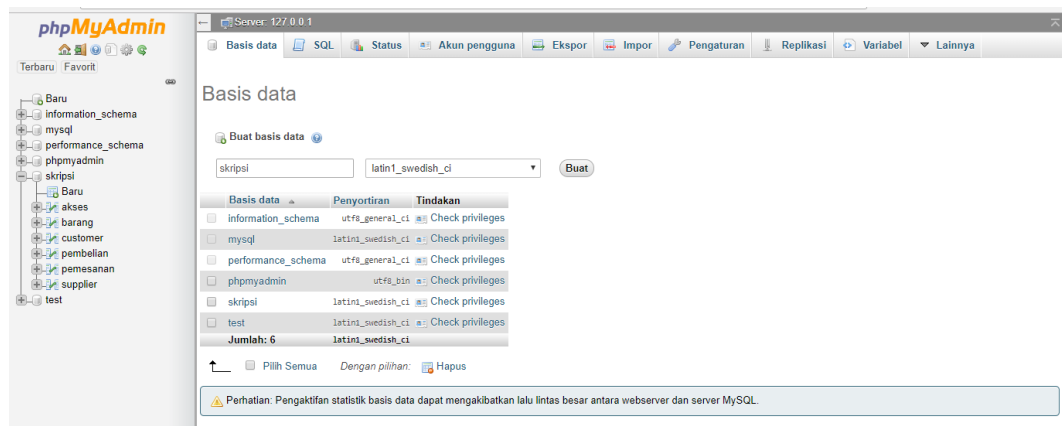 phpMyAdmin
Terbaru Favorit
Baru
information_schema
mysql
performance_schema
phpmyadmin
skripsi
Baru
akses
barang
customer
pembelian
pemesanan
supplier
test
Server: 127.0.0.1
Basis data SQL Status Akun pengguna Ekspor Impor Pengaturan Replikasi Variabel Lainnya
Basis data
Buat basis data
skripsi latin1_swedish_ci Buat
Basis data Penyortiran Tindakan
information_schema utf8_general_ci Check privileges
mysql latin1_swedish_ci Check privileges
performance_schema utf8_general_ci Check privileges
phpmyadmin utf8_bin Check privileges
skripsi latin1_swedish_ci Check privileges
test latin1_swedish_ci Check privileges
Jumlah: 6 latin1_swedish_ci
Pilih Semua Dengan pilihan: Hapus
Perhatian: Pengaktifan statistik basis data dapat mengakibatkan lalu lintas besar antara webserver dan server MySQL.